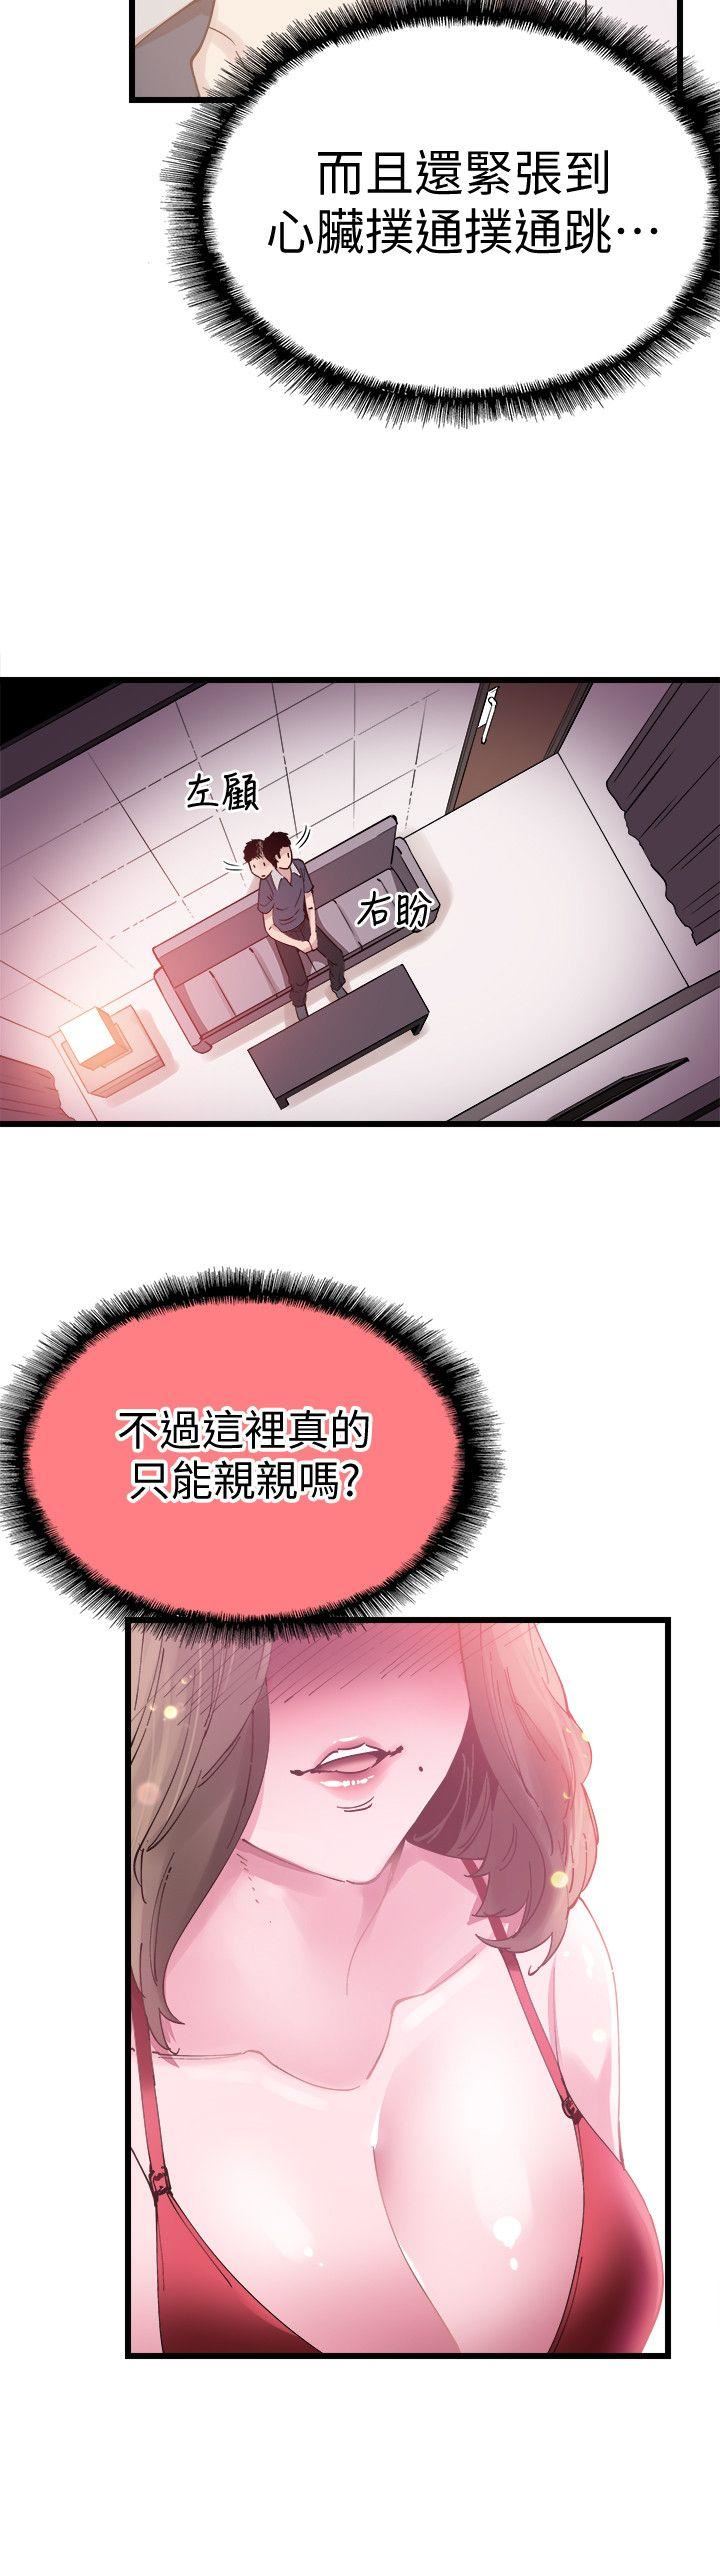 而且還緊張到
心臟撲通撲通跳⋯
左顧
右盼
不過這裡真的
只能親親嗎?